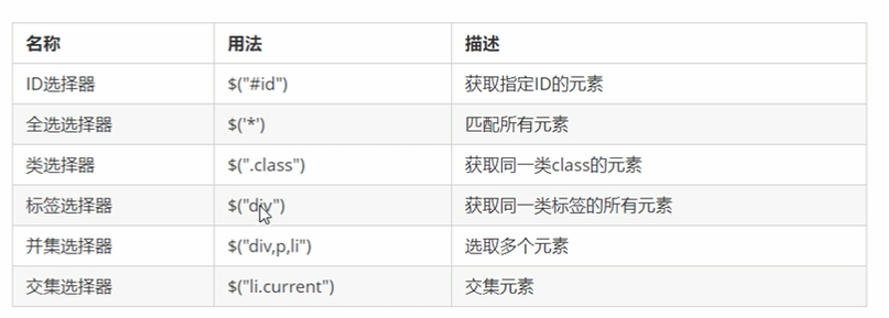 名称 用法 描述
ID选择器 $("#id") 获取指定ID的元素
全选选择器 $('*') 匹配所有元素
类选择器 $(".class") 获取同一类class的元素
标签选择器 $("div") 获取同一类标签的所有元素
并集选择器 $("div,p,li") 选取多个元素
交集选择器 $("li.current") 交集元素